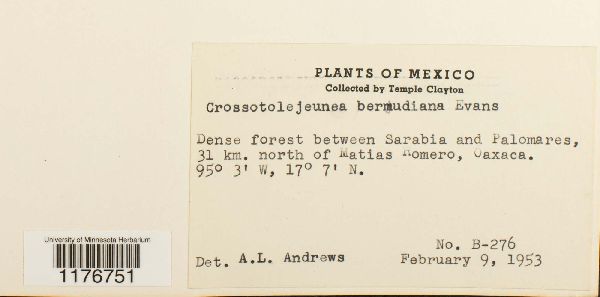 PLANTS OF MEXICO
Collected by Temple Clayton
Crossotolejeunea bermudiana Evans
Dense forest between Sarabia and Palomares,
31 km. north of Matias Romero, Oaxaca.
95° 3' W, 17° 7' N.
No. B-276
Det. A.L. Andrews February 9, 1953
University of Minnesota Herbarium
1176751